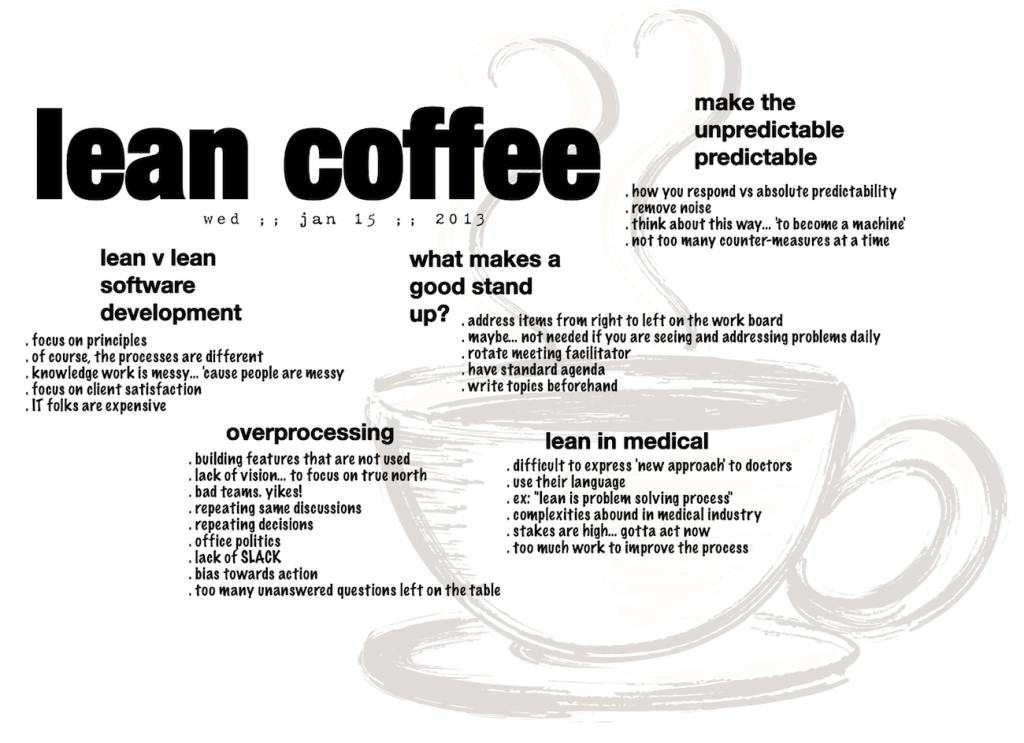 lean coffee
wed ;; jan 15 ;; 2013
make the
unpredictable
predictable
. how you respond vs absolute predictability
. remove noise
. think about this way... 'to become a machine'
. not too many counter-measures at a time
lean v lean
software
development
. focus on principles
. of course, the processes are different
. knowledge work is messy... 'cause people are messy
. focus on client satisfaction
. IT folks are expensive
what makes a
good stand
up?
. address items from right to left on the work board
. maybe... not needed if you are seeing and addressing problems daily
. rotate meeting facilitator
. have standard agenda
. write topics beforehand
overprocessing
. building features that are not used
. lack of vision... to focus on true north
. bad teams. yikes!
. repeating same discussions
. repeating decisions
. office politics
. lack of SLACK
. bias towards action
. too many unanswered questions left on the table
lean in medical
. difficult to express 'new approach' to doctors
. use their language
. ex: "lean is problem solving process"
. complexities abound in medical industry
. stakes are high... gotta act now
. too much work to improve the process